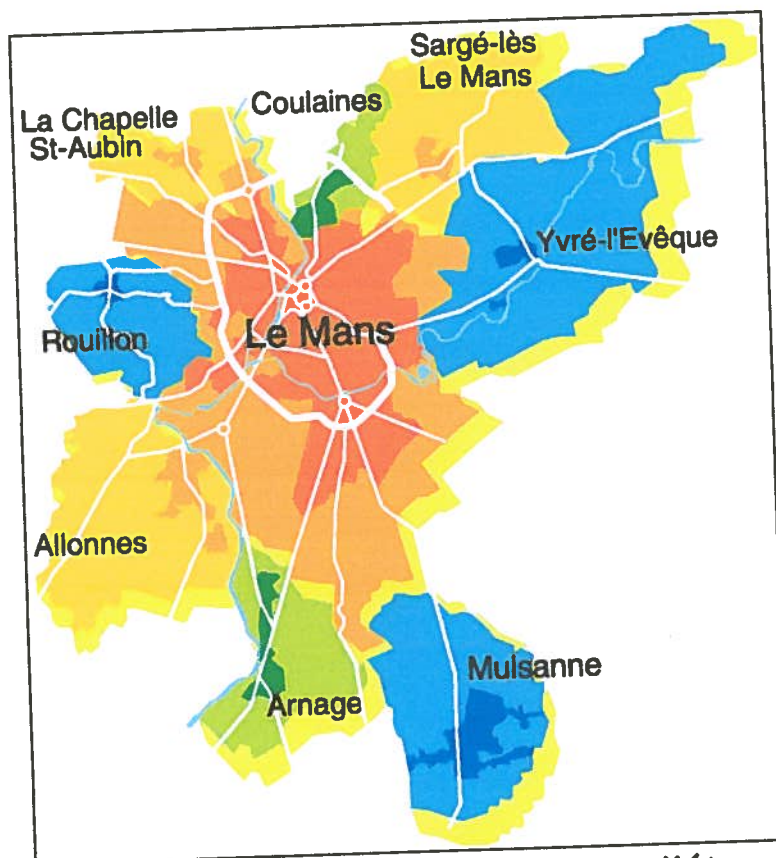 Sargé-lès
Le Mans
Coulaines
La Chapelle
St-Aubin
Yvré-l'Evêque
Rouillon
Le Mans
Allonnes
Mulsanne
Arnage